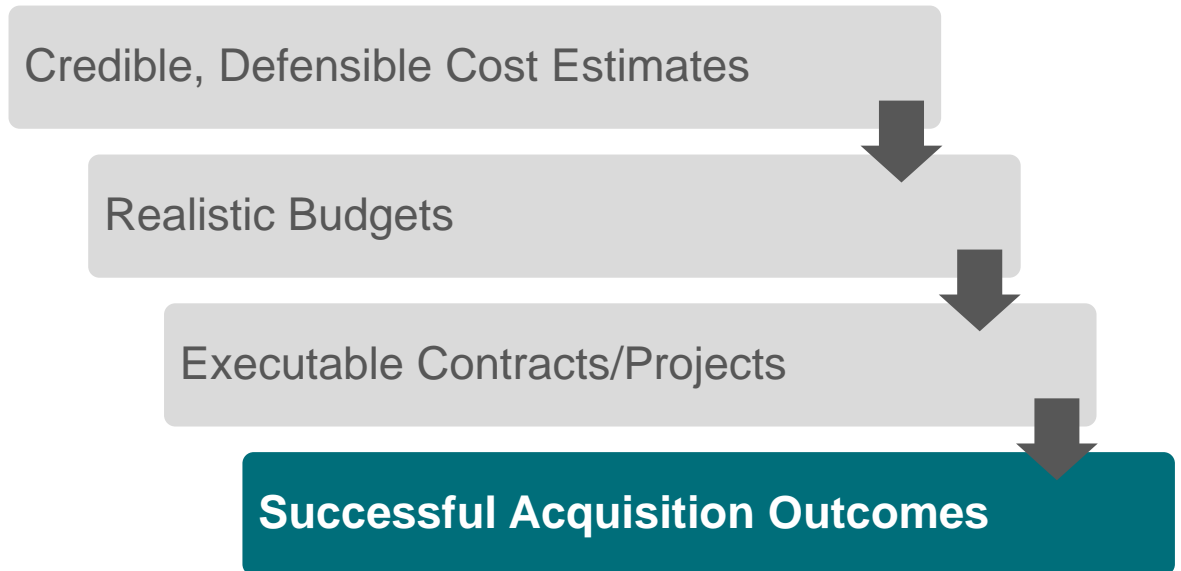 Credible, Defensible Cost Estimates
Realistic Budgets
Executable Contracts/Projects
Successful Acquisition Outcomes